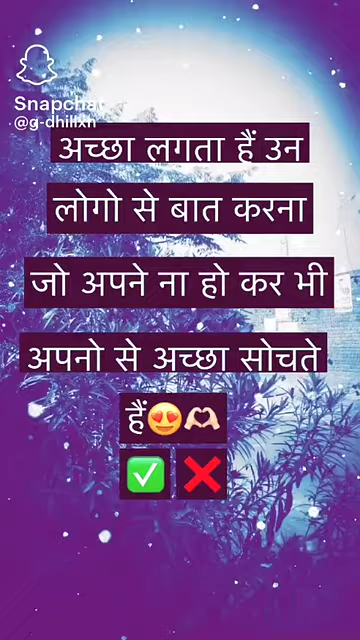 Snapchat
@g-dhillxn
अच्छा लगता हैं उन
लोगो से बात करना
जो अपने ना हो कर भी
अपनो से अच्छा सोचते
हैं😍🫶🏻
✅ ❌